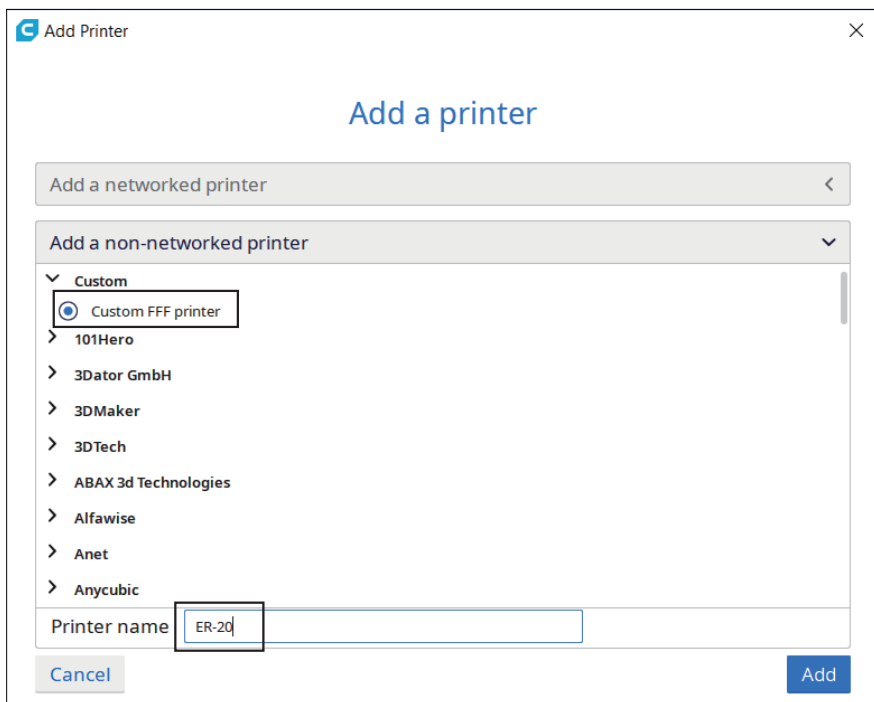 Add Printer
Add a printer
Add a networked printer
Add a non-networked printer
Custom
Custom FFF printer
101Hero
3Dator GmbH
3DMaker
3DTech
ABAX 3d Technologies
Alfawise
Anet
Anycubic
Printer name ER-20
Cancel Add